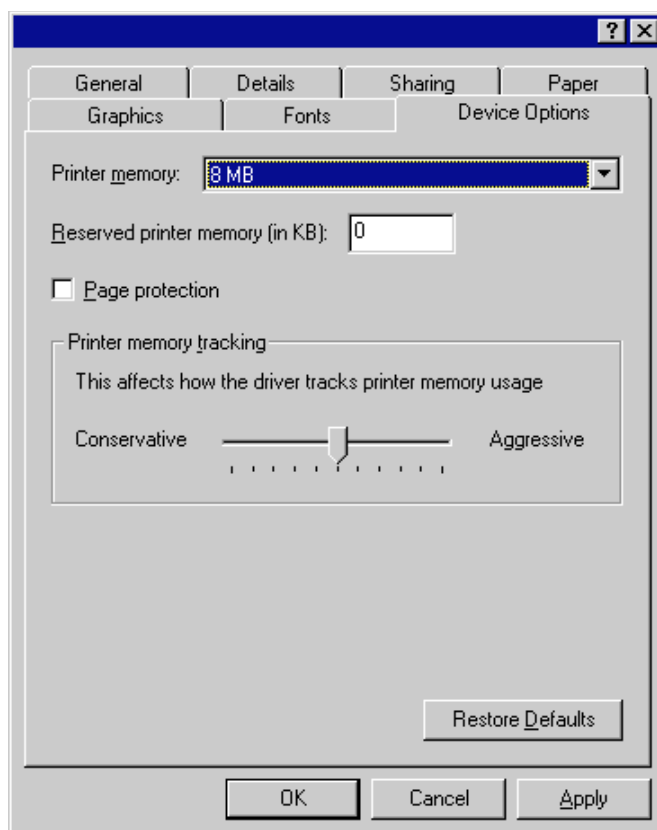 General Details Sharing Paper
Graphics Fonts Device Options
Printer memory: 8 MB
Reserved printer memory (in KB): 0
Page protection
Printer memory tracking
This affects how the driver tracks printer memory usage
Conservative Aggressive
Restore Defaults
OK Cancel Apply